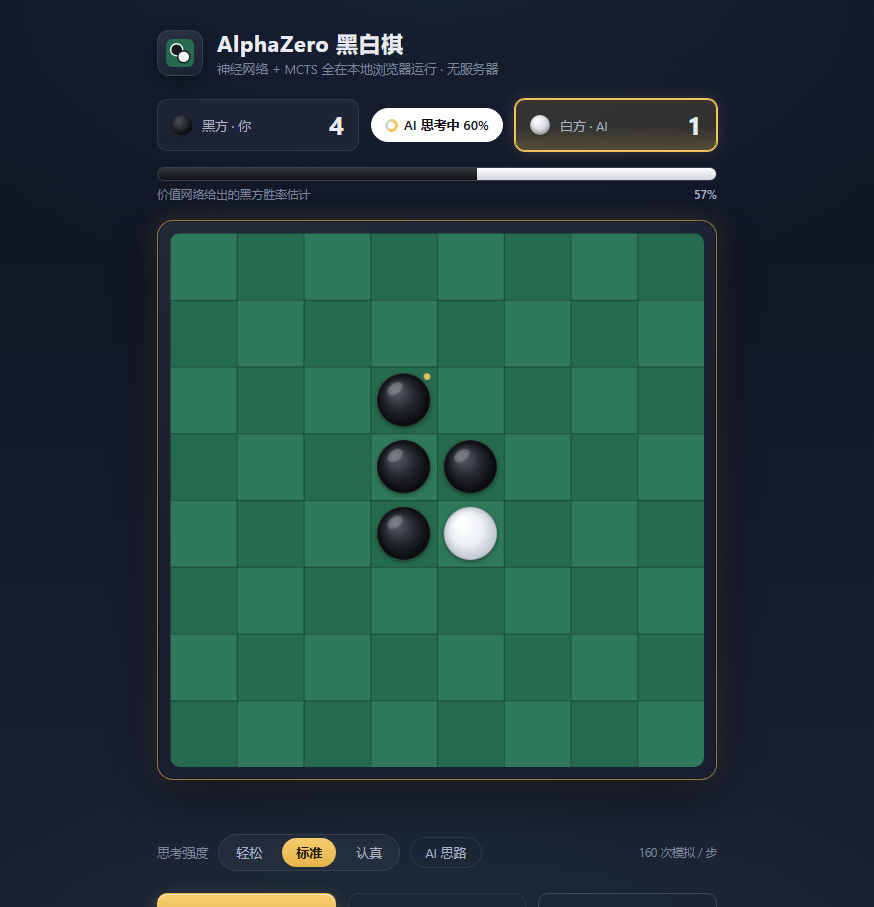 AlphaZero 黑白棋
神经网络 + MCTS 全在本地浏览器运行 · 无服务器
黑方 · 你 4
AI 思考中 60%
白方 · AI 1
价值网络给出的黑方胜率估计 57%
思考强度 轻松 标准 认真 AI 思路 160 次模拟 / 步